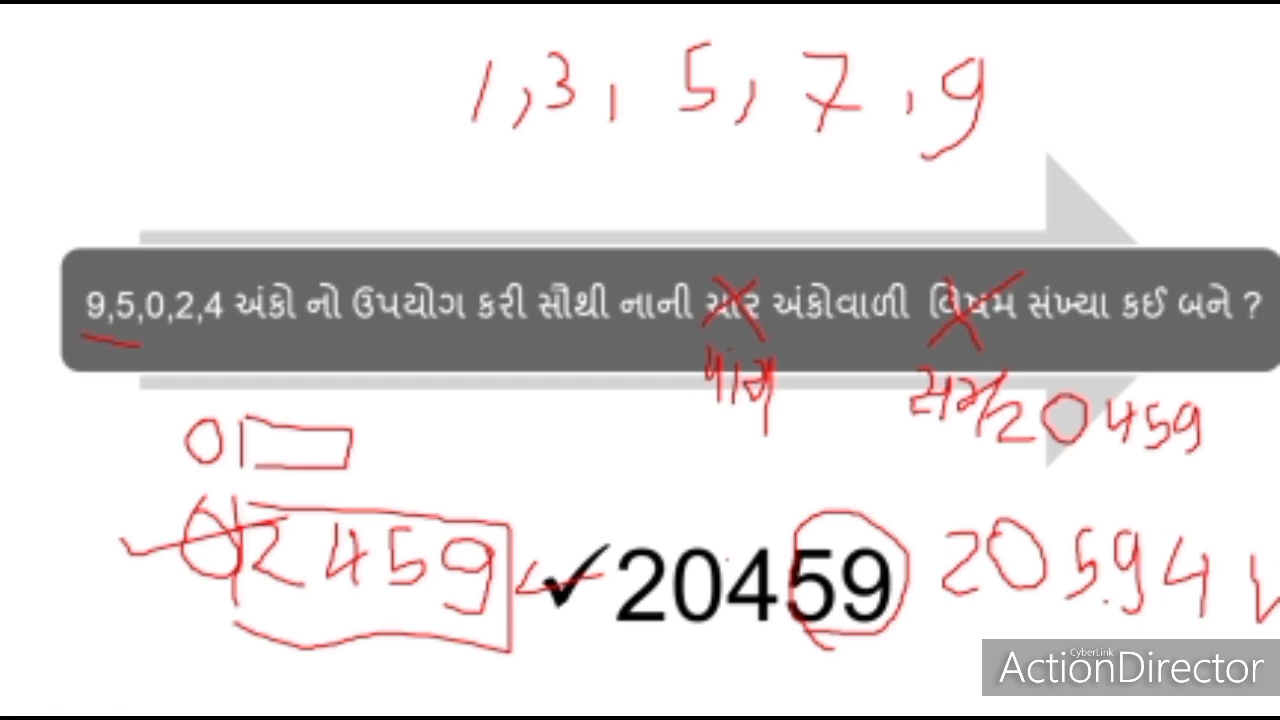 1, 3, 5, 7, 9
9,5,0,2,4 અંકો નો ઉપયોગ કરી સૌથી નાની ચાર અંકોવાળી વિષમ સંખ્યા કઈ બને ?
પાંચ
સમ
20459
0
02459
✓20459
20594
CyberLink
ActionDirector